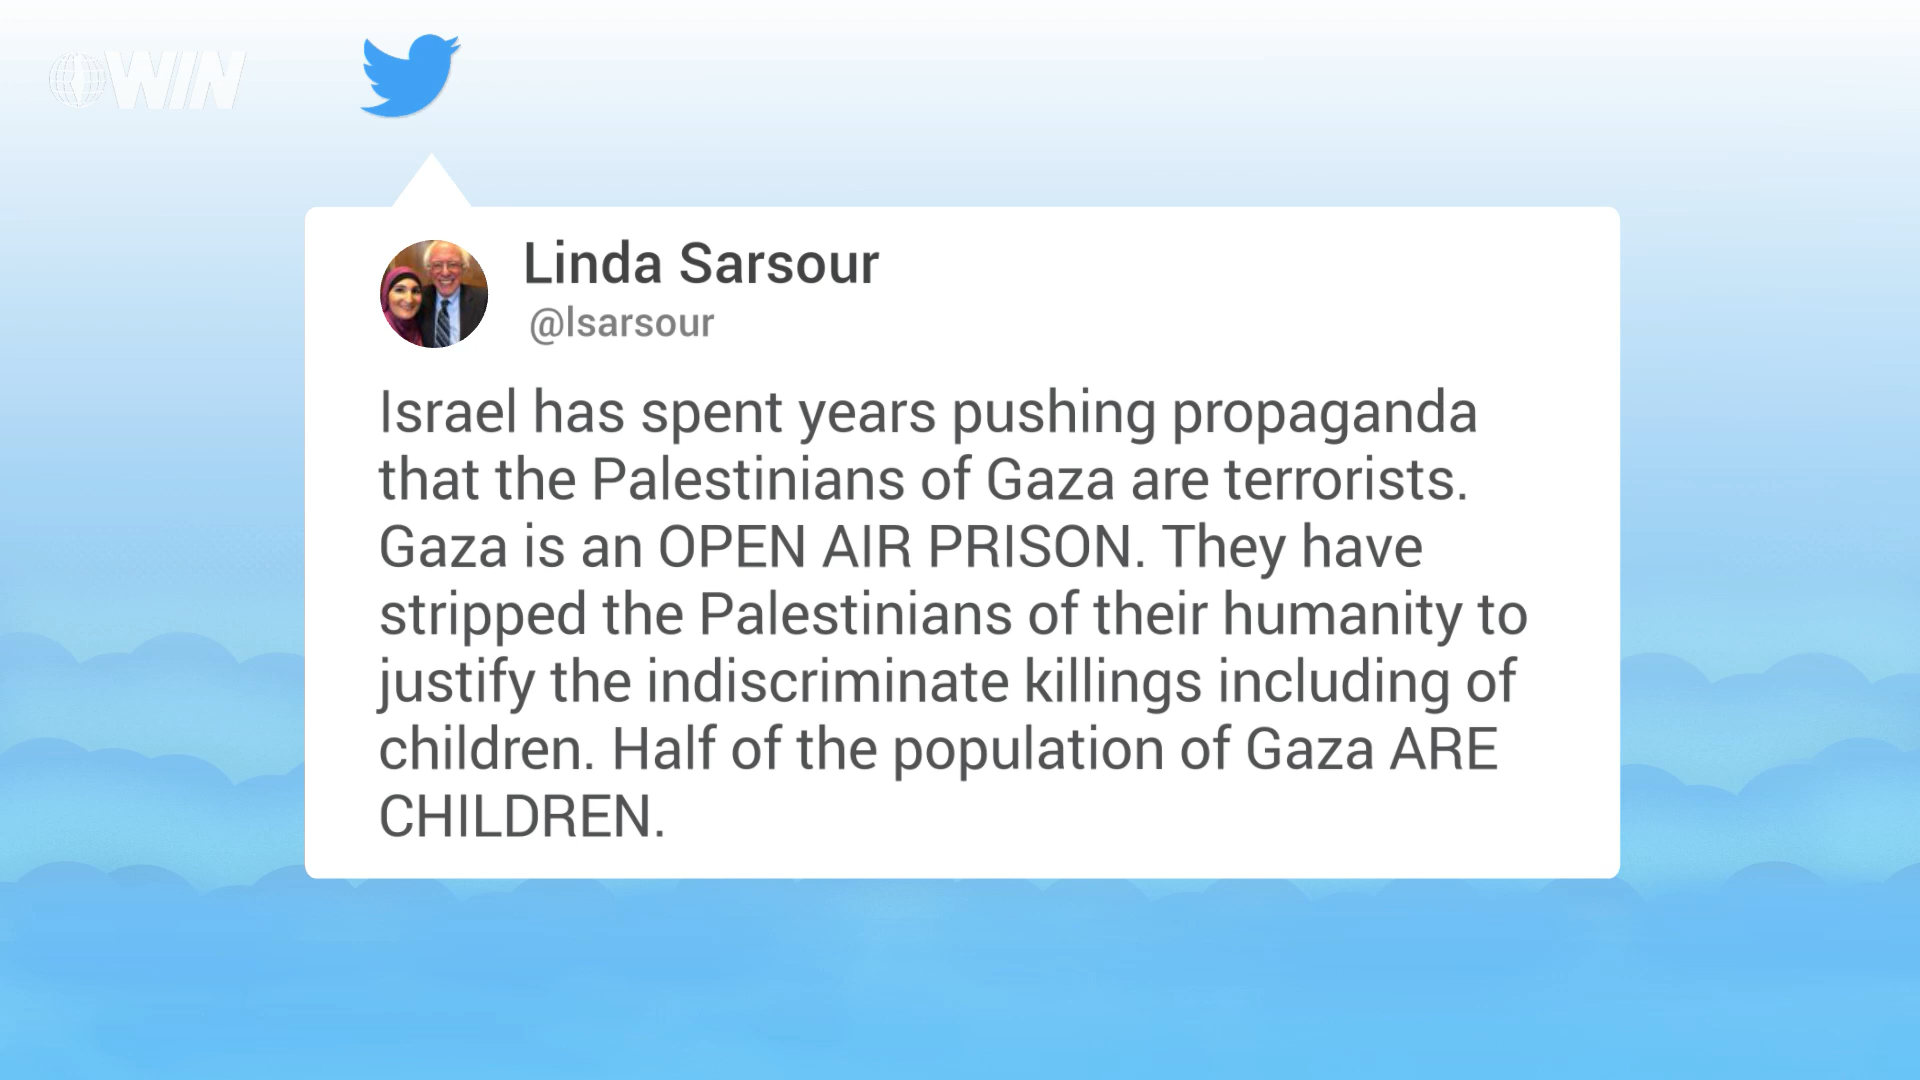 WIN
Linda Sarsour
@lsarsour
Israel has spent years pushing propaganda
that the Palestinians of Gaza are terrorists.
Gaza is an OPEN AIR PRISON. They have
stripped the Palestinians of their humanity to
justify the indiscriminate killings including of
children. Half of the population of Gaza ARE
CHILDREN.